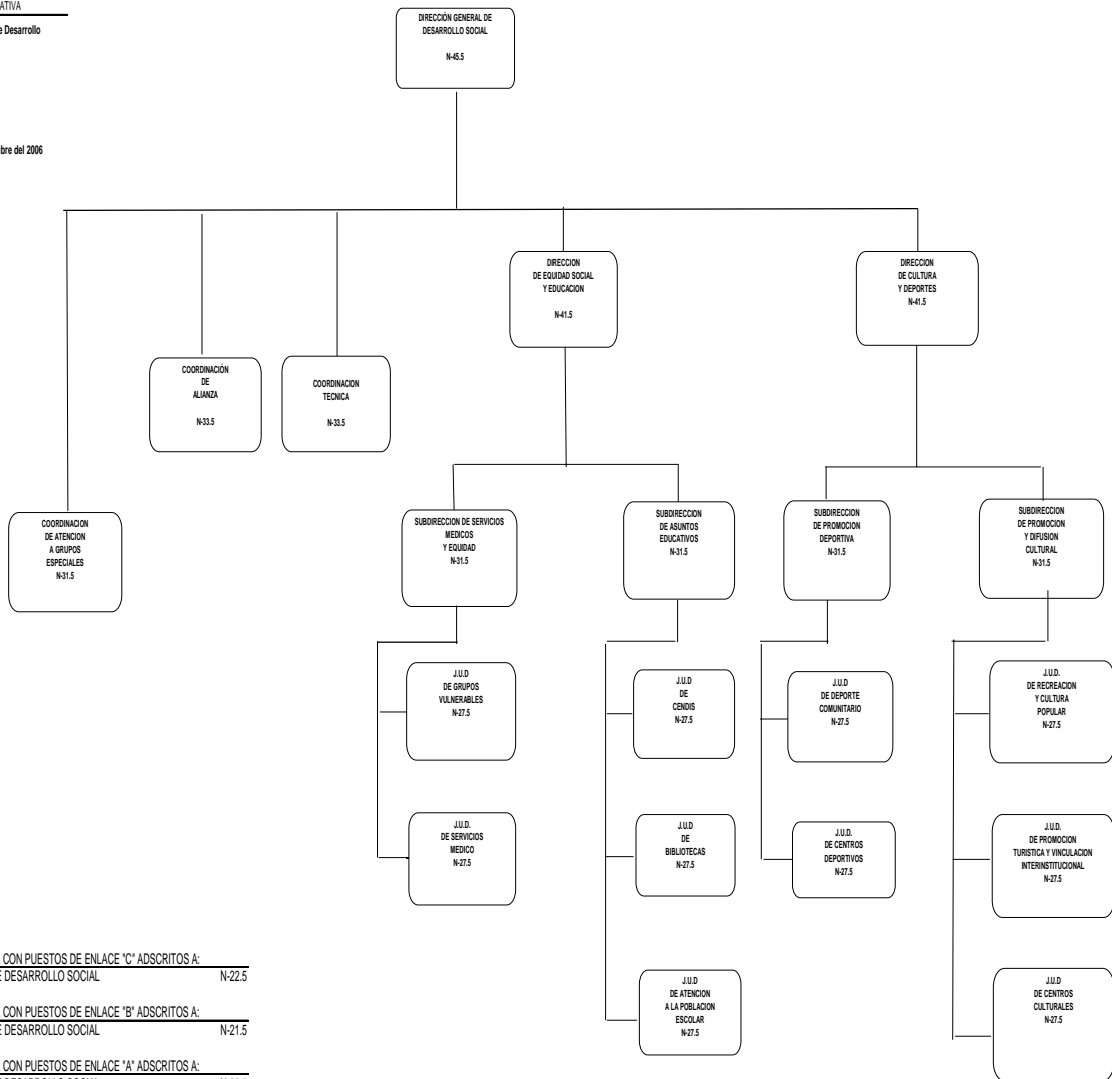 ATIVA
e Desarrollo
bre del 2006
DIRECCIÓN GENERAL DE
DESARROLLO SOCIAL
N-45.5
DIRECCION
DE EQUIDAD SOCIAL
Y EDUCACION
N-41.5
DIRECCION
DE CULTURA
Y DEPORTES
N-41.5
COORDINACIÓN
DE
ALIANZA
N-33.5
COORDINACION
TECNICA
N-33.5
COORDINACION
DE ATENCION
A GRUPOS
ESPECIALES
N-31.5
SUBDIRECCION DE SERVICIOS
MEDICOS
Y EQUIDAD
N-31.5
SUBDIRECCION
DE ASUNTOS
EDUCATIVOS
N-31.5
SUBDIRECCION
DE PROMOCION
DEPORTIVA
N-31.5
SUBDIRECCION
DE PROMOCION
Y DIFUSION
CULTURAL
N-31.5
J.U.D
DE GRUPOS
VULNERABLES
N-27.5
J.U.D
DE
CENDIS
N-27.5
J.U.D
DE DEPORTE
COMUNITARIO
N-27.5
J.U.D.
DE RECREACION
Y CULTURA
POPULAR
N-27.5
J.U.D.
DE SERVICIOS
MEDICO
N-27.5
J.U.D
DE
BIBLIOTECAS
N-27.5
J.U.D.
DE CENTROS
DEPORTIVOS
N-27.5
J.U.D.
DE PROMOCION
TURISTICA Y VINCULACION
INTERINSTITUCIONAL
N-27.5
J.U.D
DE ATENCION
A LA POBLACION
ESCOLAR
N-27.5
J.U.D
DE CENTROS
CULTURALES
N-27.5
CON PUESTOS DE ENLACE "C" ADSCRITOS A:
E DESARROLLO SOCIAL N-22.5
CON PUESTOS DE ENLACE "B" ADSCRITOS A:
E DESARROLLO SOCIAL N-21.5
CON PUESTOS DE ENLACE "A" ADSCRITOS A: